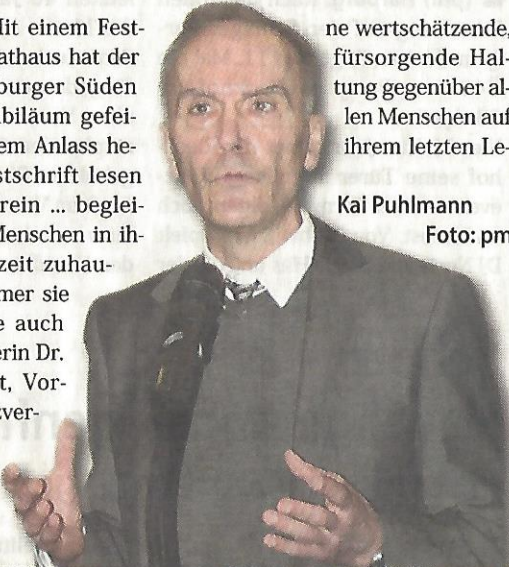 Mit einem Fest-
athaus hat der
burger Süden
ubiläum gefei-
em Anlass he-
stschrift lesen
rein ... beglei-
Menschen in ih-
zeit zuhau-
mer sie
e auch
erin Dr.
t, Vor-
zver-
ne wertschätzende,
fürsorgende Hal-
tung gegenüber al-
len Menschen auf
ihrem letzten Le-
Kai Puhlmann
Foto: pm